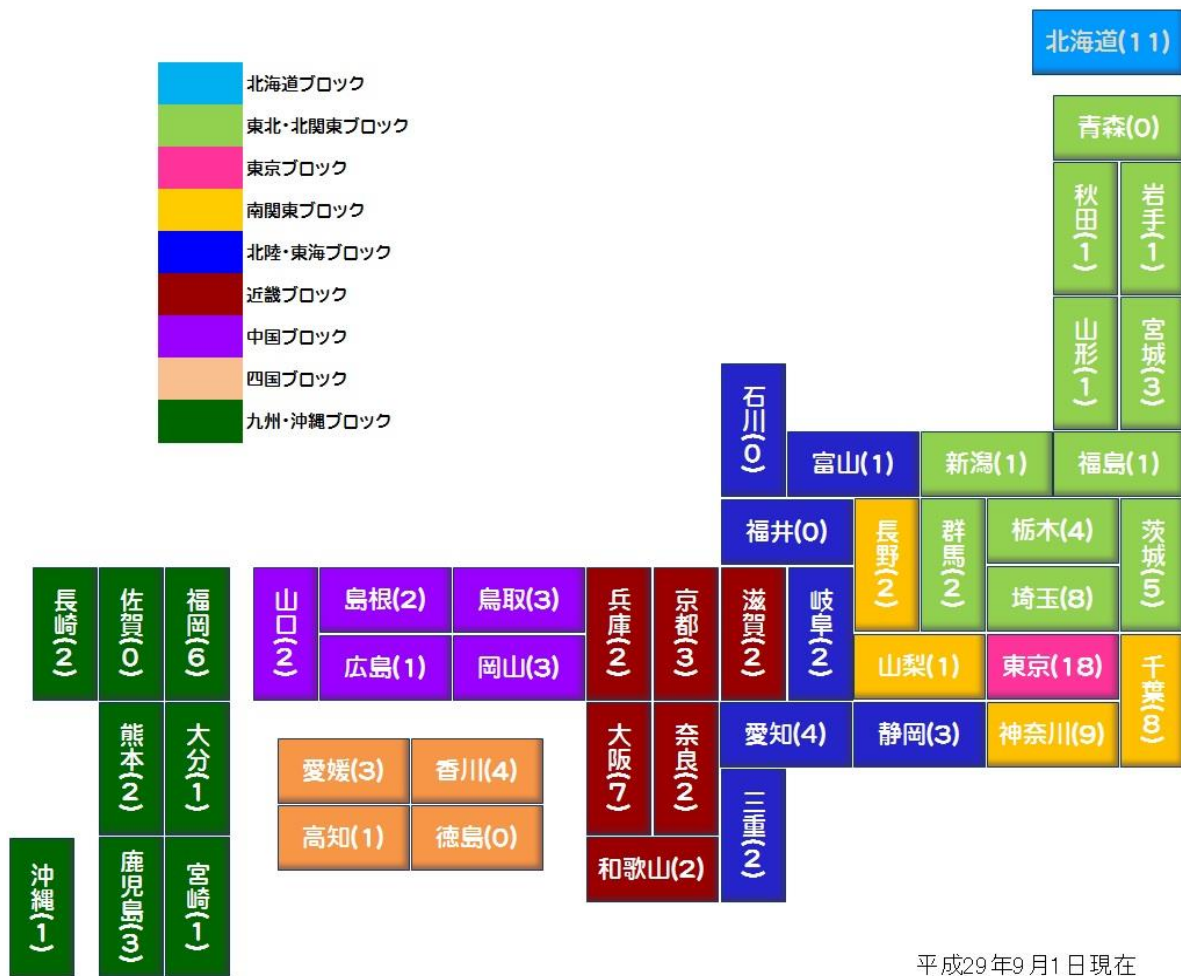 北海道(11)
北海道ブロック
東北・北関東ブロック
東京ブロック
南関東ブロック
北陸・東海ブロック
近畿ブロック
中国ブロック
四国ブロック
九州・沖縄ブロック
青森(0)
秋田(1)
岩手(1)
山形(1)
宮城(3)
石川(0)
富山(1)
新潟(1)
福島(1)
福井(0)
長野(2)
群馬(2)
栃木(4)
茨城(5)
埼玉(8)
長崎(2)
佐賀(0)
福岡(6)
山口(2)
島根(2)
鳥取(3)
兵庫(2)
京都(3)
滋賀(2)
岐阜(2)
広島(1)
岡山(3)
山梨(1)
東京(18)
千葉(8)
熊本(2)
大分(1)
大阪(7)
奈良(2)
愛知(4)
静岡(3)
神奈川(9)
愛媛(3)
香川(4)
三重(2)
高知(1)
徳島(0)
和歌山(2)
沖縄(1)
鹿児島(3)
宮崎(1)
平成29年9月1日現在